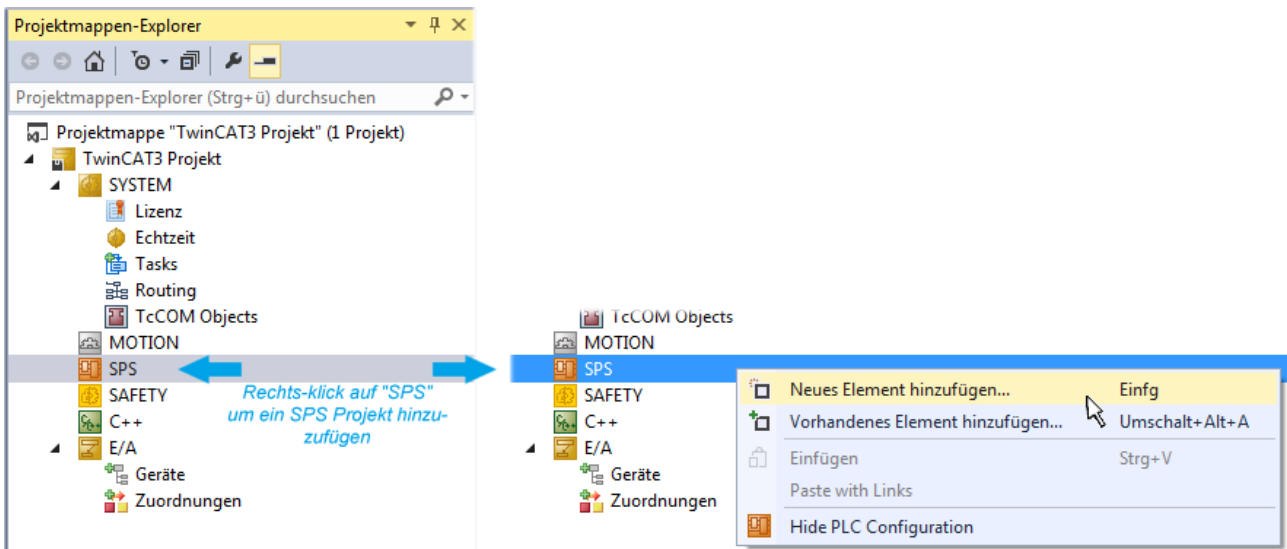 Projektmappen-Explorer
Projektmappen-Explorer (Strg+ü) durchsuchen
Projektmappe "TwinCAT3 Projekt" (1 Projekt)
TwinCAT3 Projekt
SYSTEM
Lizenz
Echtzeit
Tasks
Routing
TcCOM Objects
MOTION
SPS
SAFETY
C++
E/A
Geräte
Zuordnungen
Rechts-klick auf "SPS"
um ein SPS Projekt hinzu-
zufügen
TcCOM Objects
MOTION
SPS
SAFETY
C++
E/A
Geräte
Zuordnungen
Neues Element hinzufügen... Einfg
Vorhandenes Element hinzufügen... Umschalt+Alt+A
Einfügen Strg+V
Paste with Links
Hide PLC Configuration